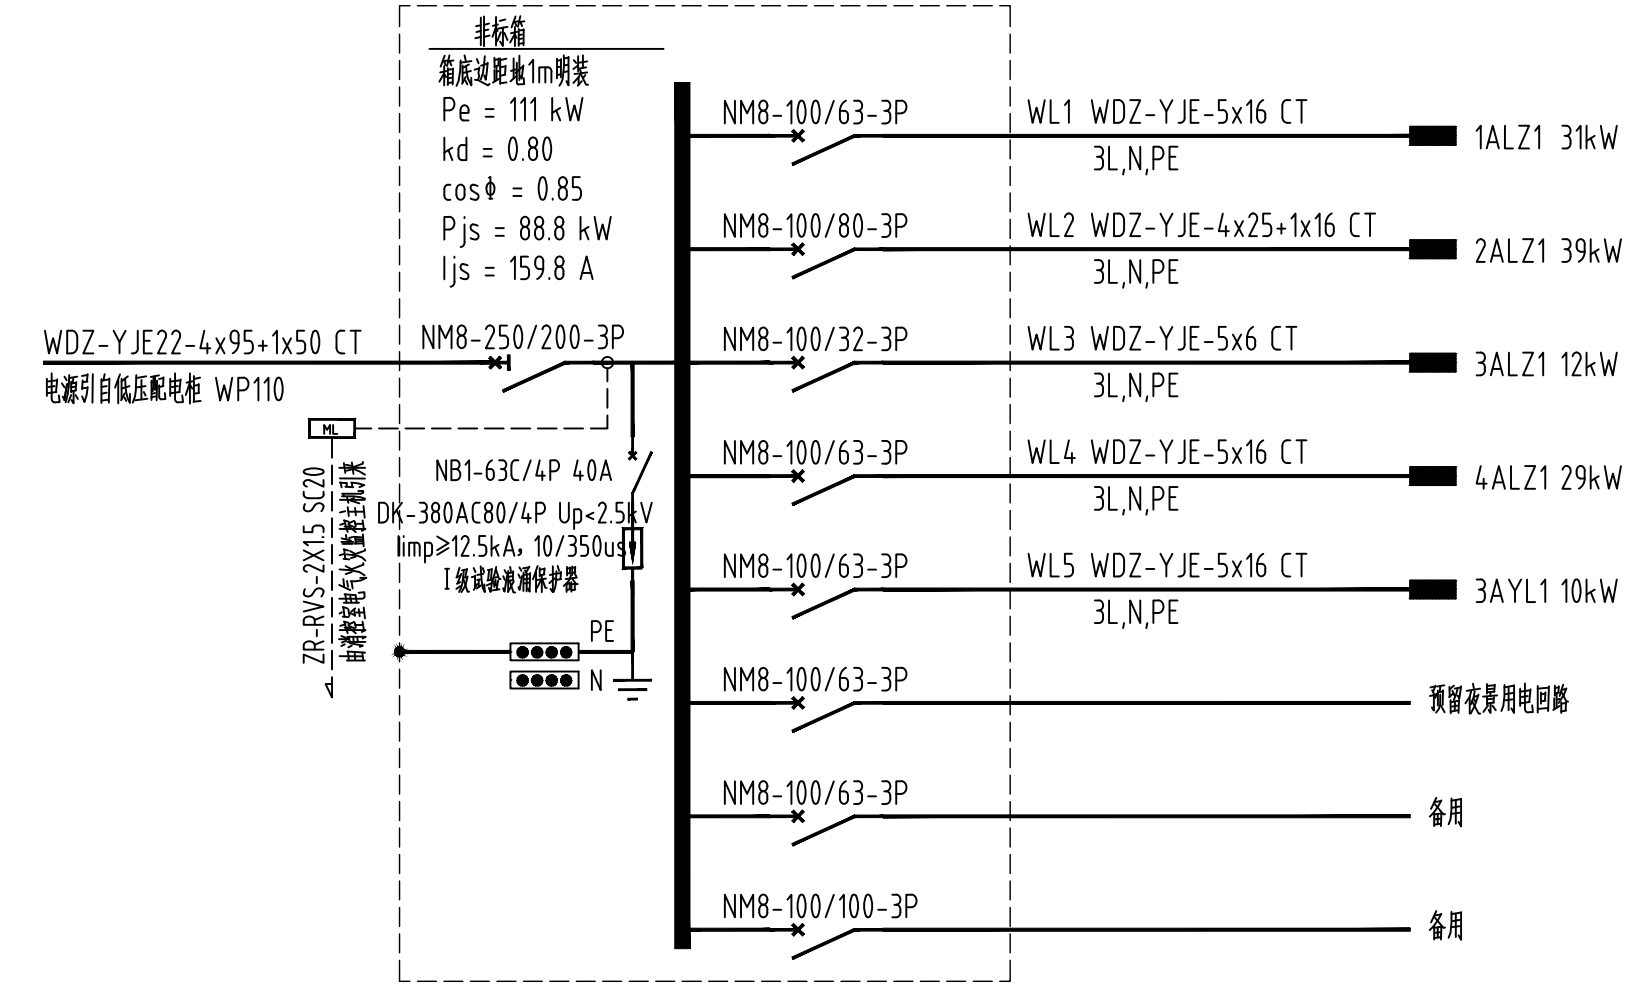 非标箱
箱底边距地1m明装
Pe = 111 kW
kd = 0.80
cosΦ = 0.85
Pjs = 88.8 kW
Ijs = 159.8 A
WDZ-YJE22-4x95+1x50 CT
电源引自低压配电柜 WP110
NM8-250/200-3P
ML
ZR-RVS-2X1.5 SC20
由消控室电气火灾监控主机引来
NB1-63C/4P 40A
DK-380AC80/4P Up<2.5kV
Iimp≥12.5kA, 10/350us
I级试验浪涌保护器
PE
N
NM8-100/63-3P
WL1 WDZ-YJE-5x16 CT
3L,N,PE
1ALZ1 31kW
NM8-100/80-3P
WL2 WDZ-YJE-4x25+1x16 CT
3L,N,PE
2ALZ1 39kW
NM8-100/32-3P
WL3 WDZ-YJE-5x6 CT
3L,N,PE
3ALZ1 12kW
NM8-100/63-3P
WL4 WDZ-YJE-5x16 CT
3L,N,PE
4ALZ1 29kW
NM8-100/63-3P
WL5 WDZ-YJE-5x16 CT
3L,N,PE
3AYL1 10kW
NM8-100/63-3P
预留夜景用电回路
NM8-100/63-3P
备用
NM8-100/100-3P
备用